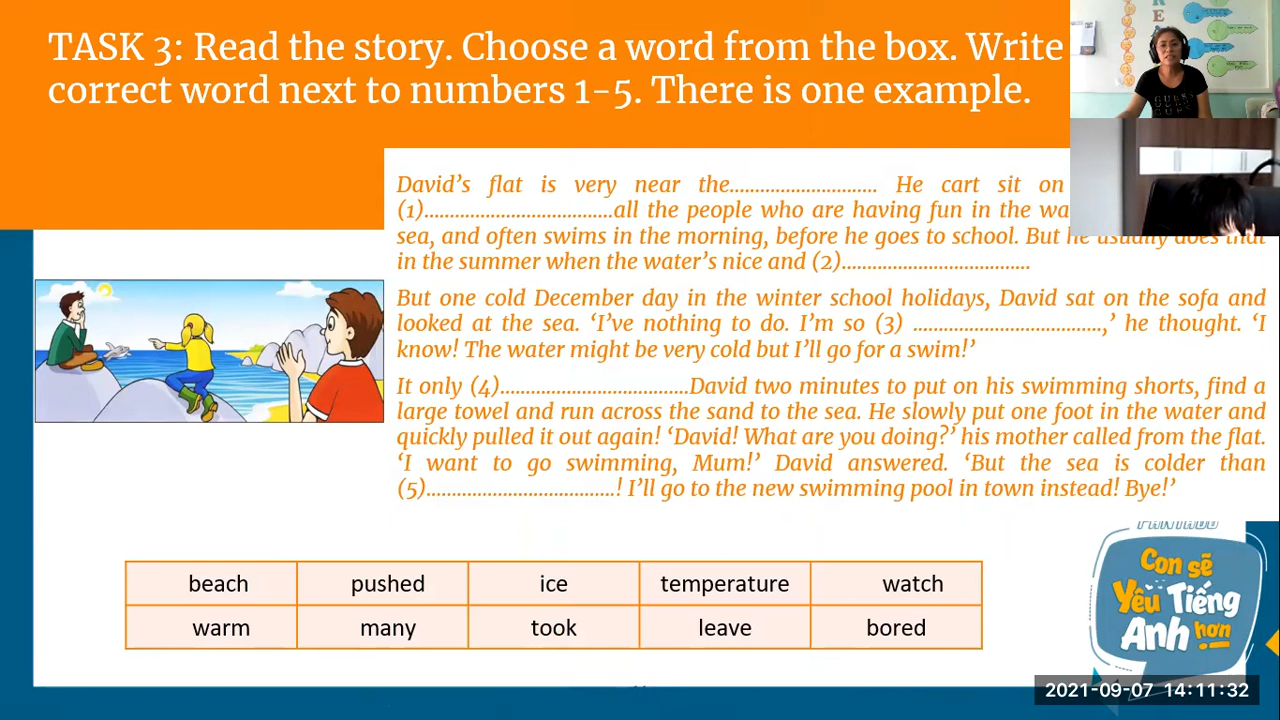 TASK 3: Read the story. Choose a word from the box. Write
correct word next to numbers 1-5. There is one example.
David's flat is very near the............................ He cart sit on
(1)...................................all the people who are having fun in the wa
sea, and often swims in the morning, before he goes to school. But he usually does that
in the summer when the water's nice and (2)...................................
But one cold December day in the winter school holidays, David sat on the sofa and
looked at the sea. 'I've nothing to do. I'm so (3) ...................................,' he thought. 'I
know! The water might be very cold but I'll go for a swim!'
It only (4)...................................David two minutes to put on his swimming shorts, find a
large towel and run across the sand to the sea. He slowly put one foot in the water and
quickly pulled it out again! 'David! What are you doing?' his mother called from the flat.
'I want to go swimming, Mum!' David answered. 'But the sea is colder than
(5)...................................! I'll go to the new swimming pool in town instead! Bye!'
beach pushed ice temperature watch
warm many took leave bored
Con sẽ
Yêu Tiếng
Anh hơn
2021-09-07 14:11:32